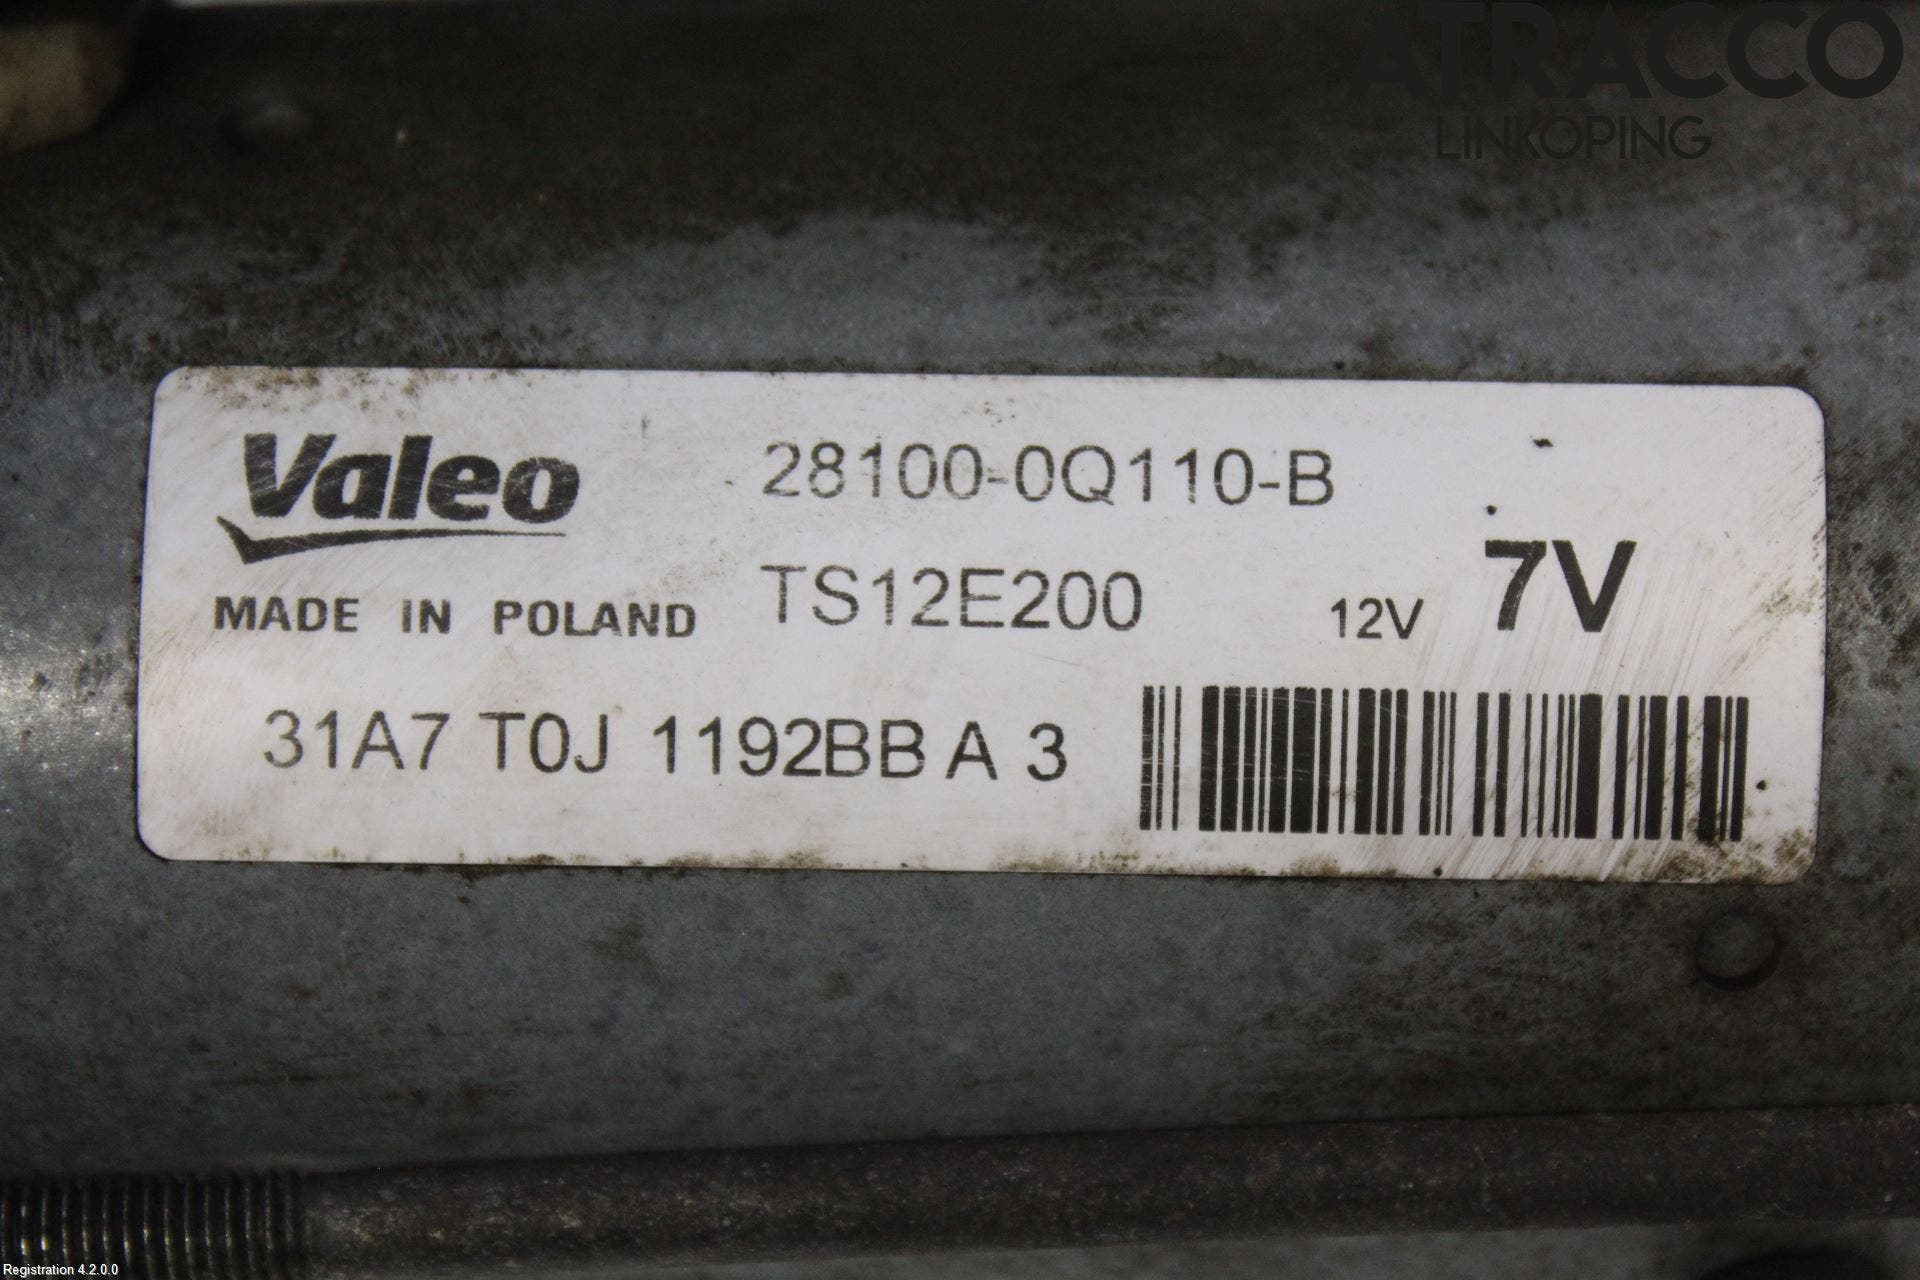 ATRACCO
LINKÖPING
Valeo 28100-0Q110-B
MADE IN POLAND TS12E200 12V 7V
31A7 T0J 1192BB A 3
Registration 4.2.0.0